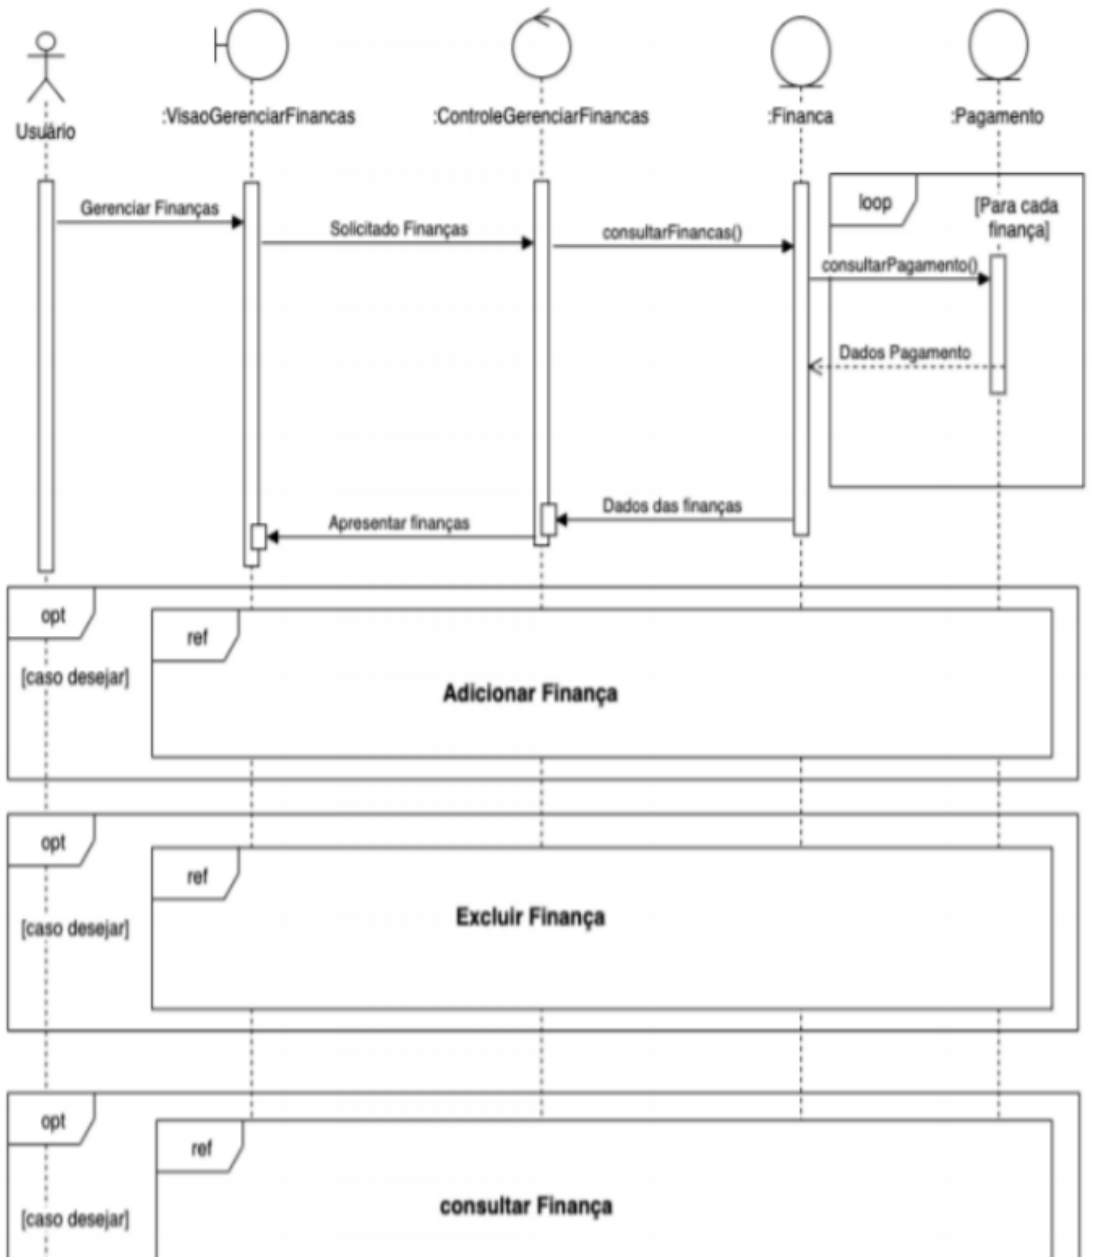 Usuário
:VisaoGerenciarFinancas
:ControleGerenciarFinancas
:Financa
:Pagamento
loop
[Para cada
finança]
Gerenciar Finanças
Solicitado Finanças
consultarFinancas()
consultarPagamento()
Dados Pagamento
Dados das finanças
Apresentar finanças
opt
ref
[caso desejar]
Adicionar Finança
opt
ref
[caso desejar]
Excluir Finança
opt
ref
[caso desejar]
consultar Finança